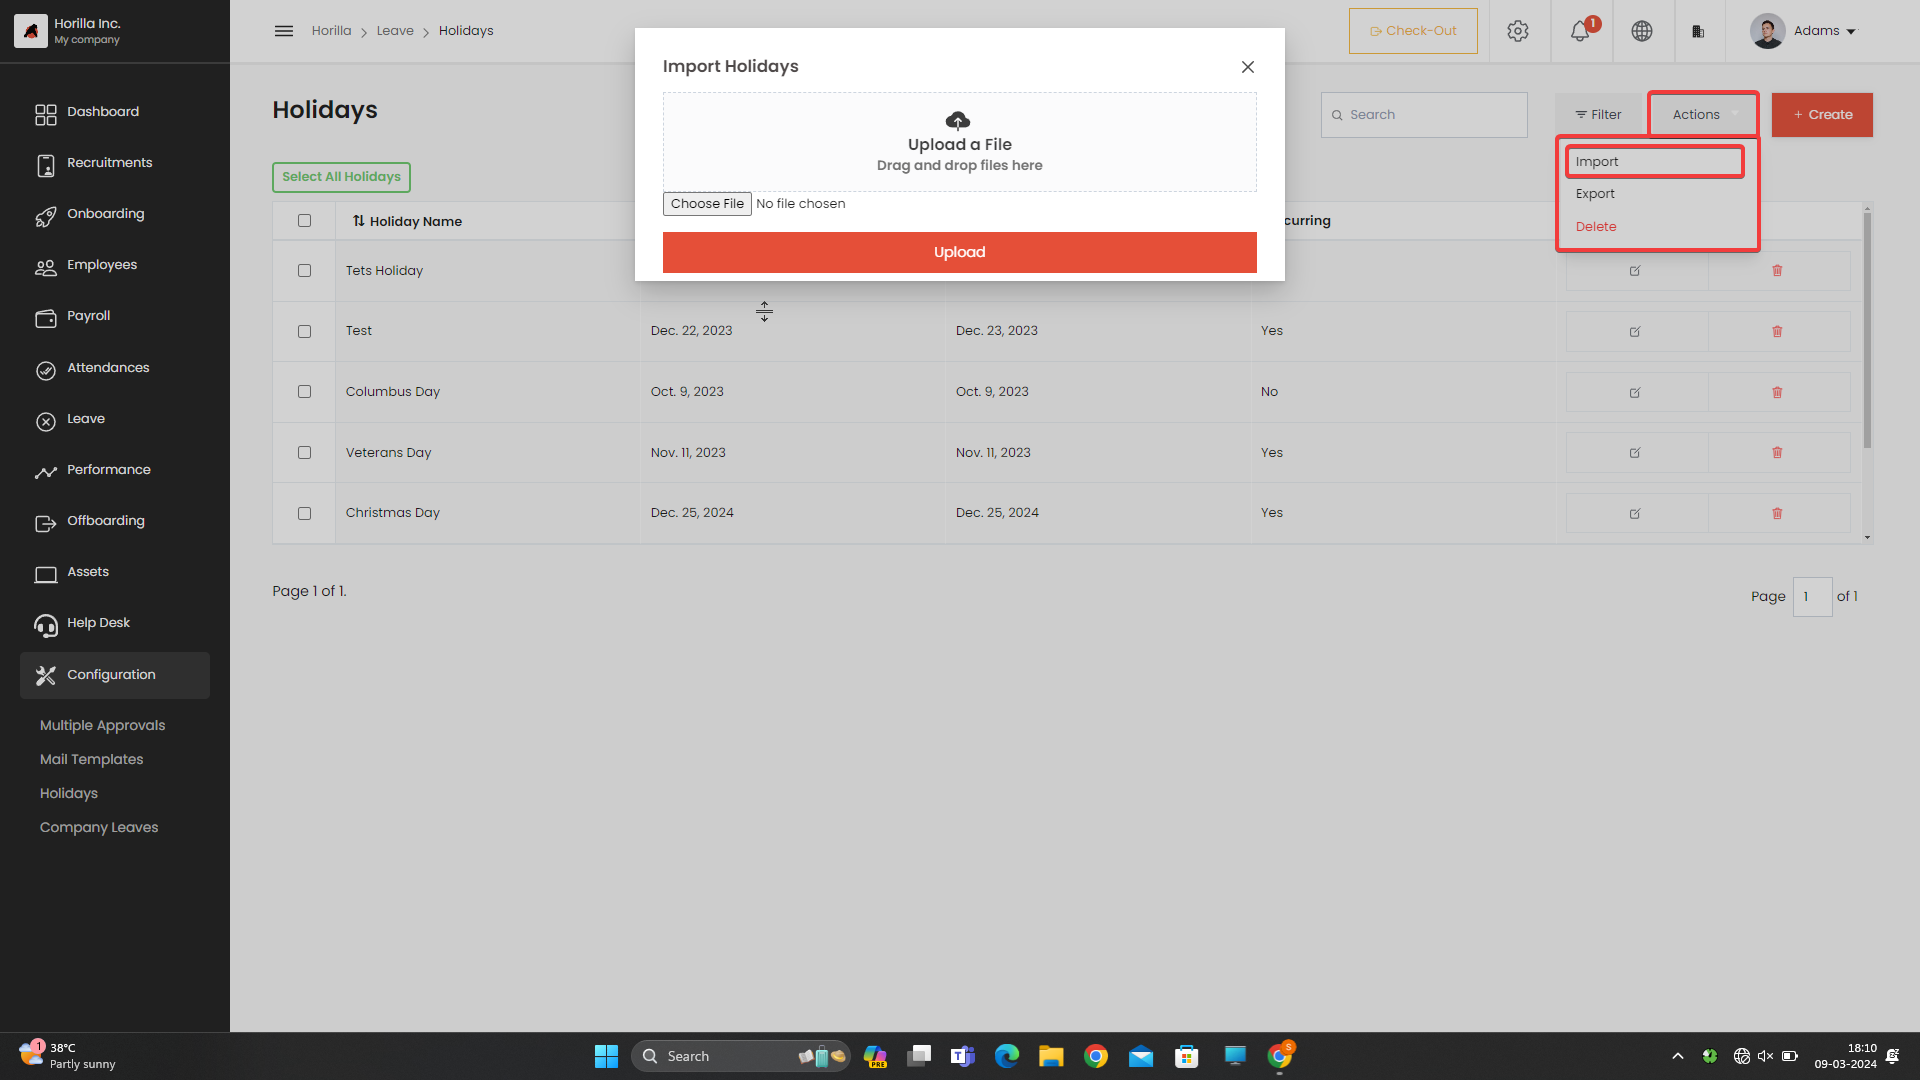 Horilla Inc.
My company
Horilla
Leave
Holidays
Check-Out
1
Adams
Dashboard
Recruitments
Onboarding
Employees
Payroll
Attendances
Leave
Performance
Offboarding
Assets
Help Desk
Configuration
Multiple Approvals
Mail Templates
Holidays
Company Leaves
Import Holidays
Upload a File
Drag and drop files here
Choose File No file chosen
Upload
Holidays
Search
Filter
Actions
+ Create
Import
Export
Delete
Select All Holidays
Holiday Name
curring
Tets Holiday
Test Dec. 22, 2023 Dec. 23, 2023 Yes
Columbus Day Oct. 9, 2023 Oct. 9, 2023 No
Veterans Day Nov. 11, 2023 Nov. 11, 2023 Yes
Christmas Day Dec. 25, 2024 Dec. 25, 2024 Yes
Page 1 of 1.
Page 1 of 1
1
38°C
Partly sunny
Search
PRE
S
18:10
09-03-2024